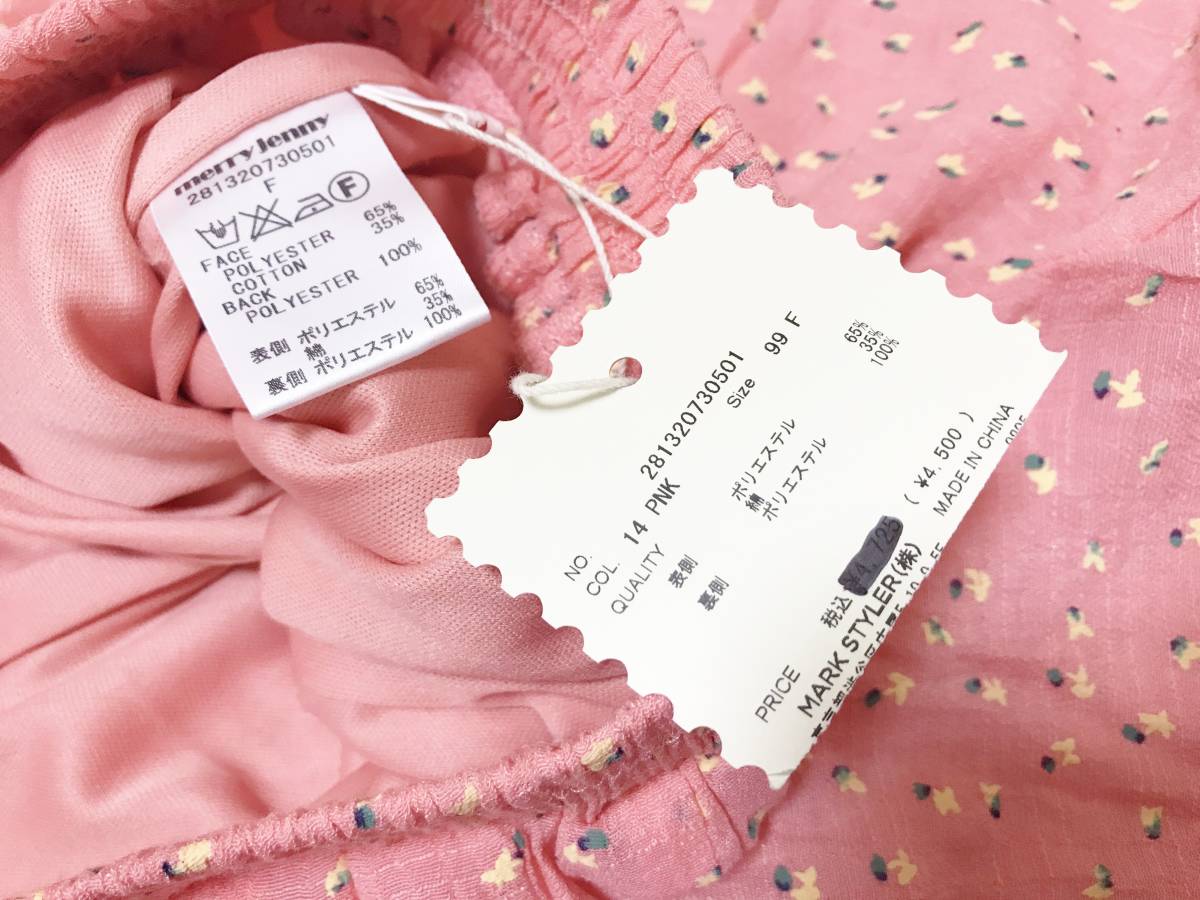 merry jenny
281320730501
F
F
FACE
POLYESTER 65%
COTTON 35%
BACK
POLYESTER 100%
表側 ポリエステル 65%
綿 35%
裏側 ポリエステル 100%
NO. 281320730501
COL. 14 PNK Size 99 F
QUALITY
表側 ポリエステル 65%
綿 35%
裏側 ポリエステル 100%
PRICE 税込 ¥4,725 ( ¥4,500 )
MARK STYLER(株) MADE IN CHINA